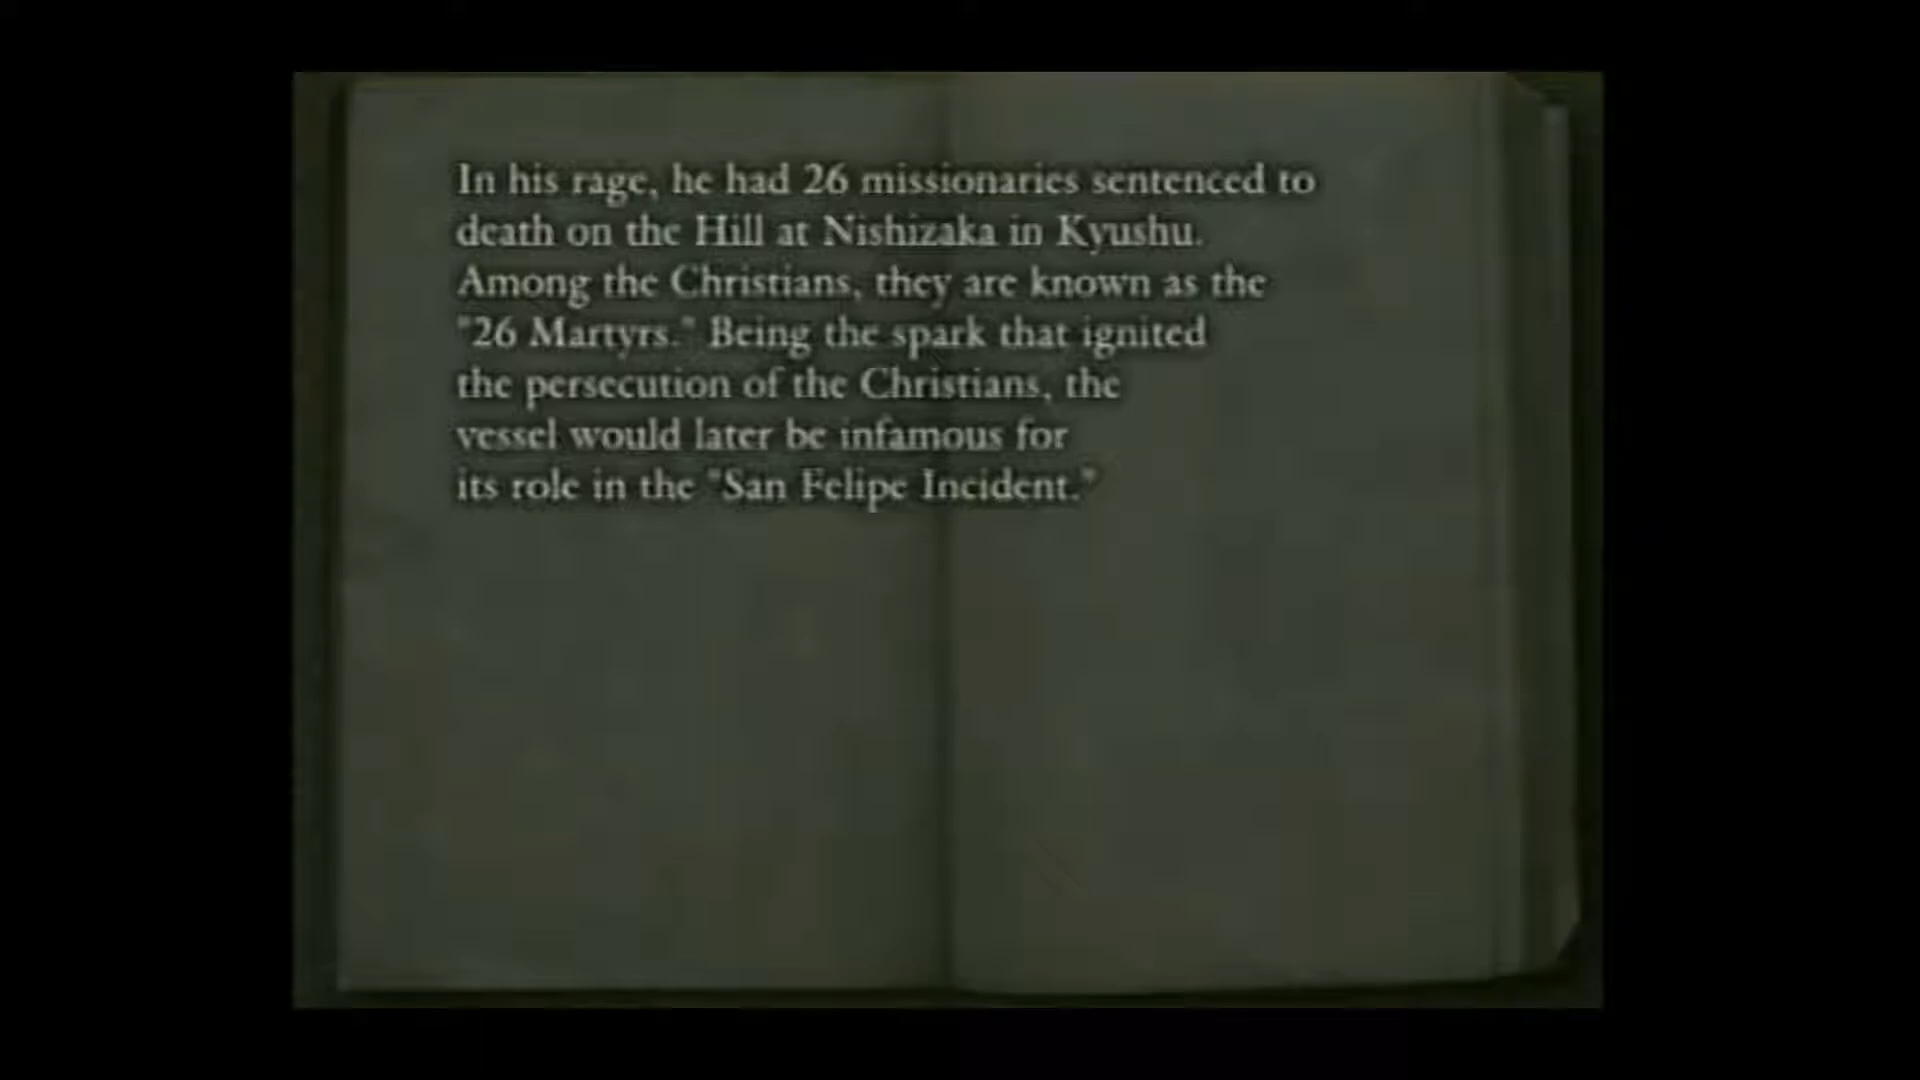 In his rage, he had 26 missionaries sentenced to
death on the Hill at Nishizaka in Kyushu.
Among the Christians, they are known as the
"26 Martyrs." Being the spark that ignited
the persecution of the Christians, the
vessel would later be infamous for
its role in the "San Felipe Incident."